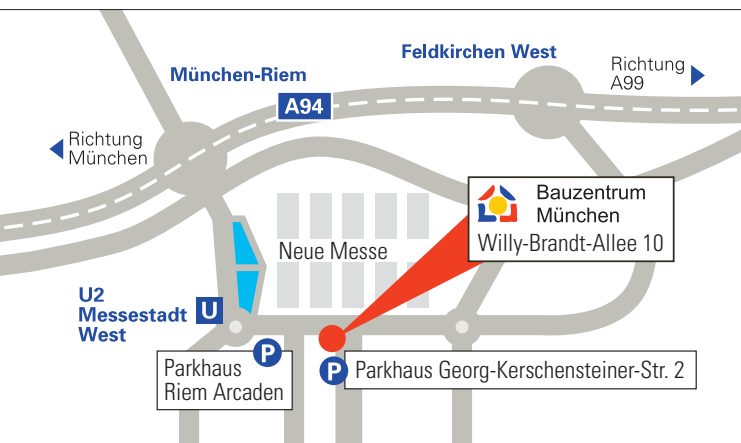 Feldkirchen West
München-Riem
Richtung
A99
A94
Richtung
München
Bauzentrum
München
Willy-Brandt-Allee 10
Neue Messe
U2
Messestadt
West
U
P
Parkhaus
Riem Arcaden
P
Parkhaus Georg-Kerschensteiner-Str. 2